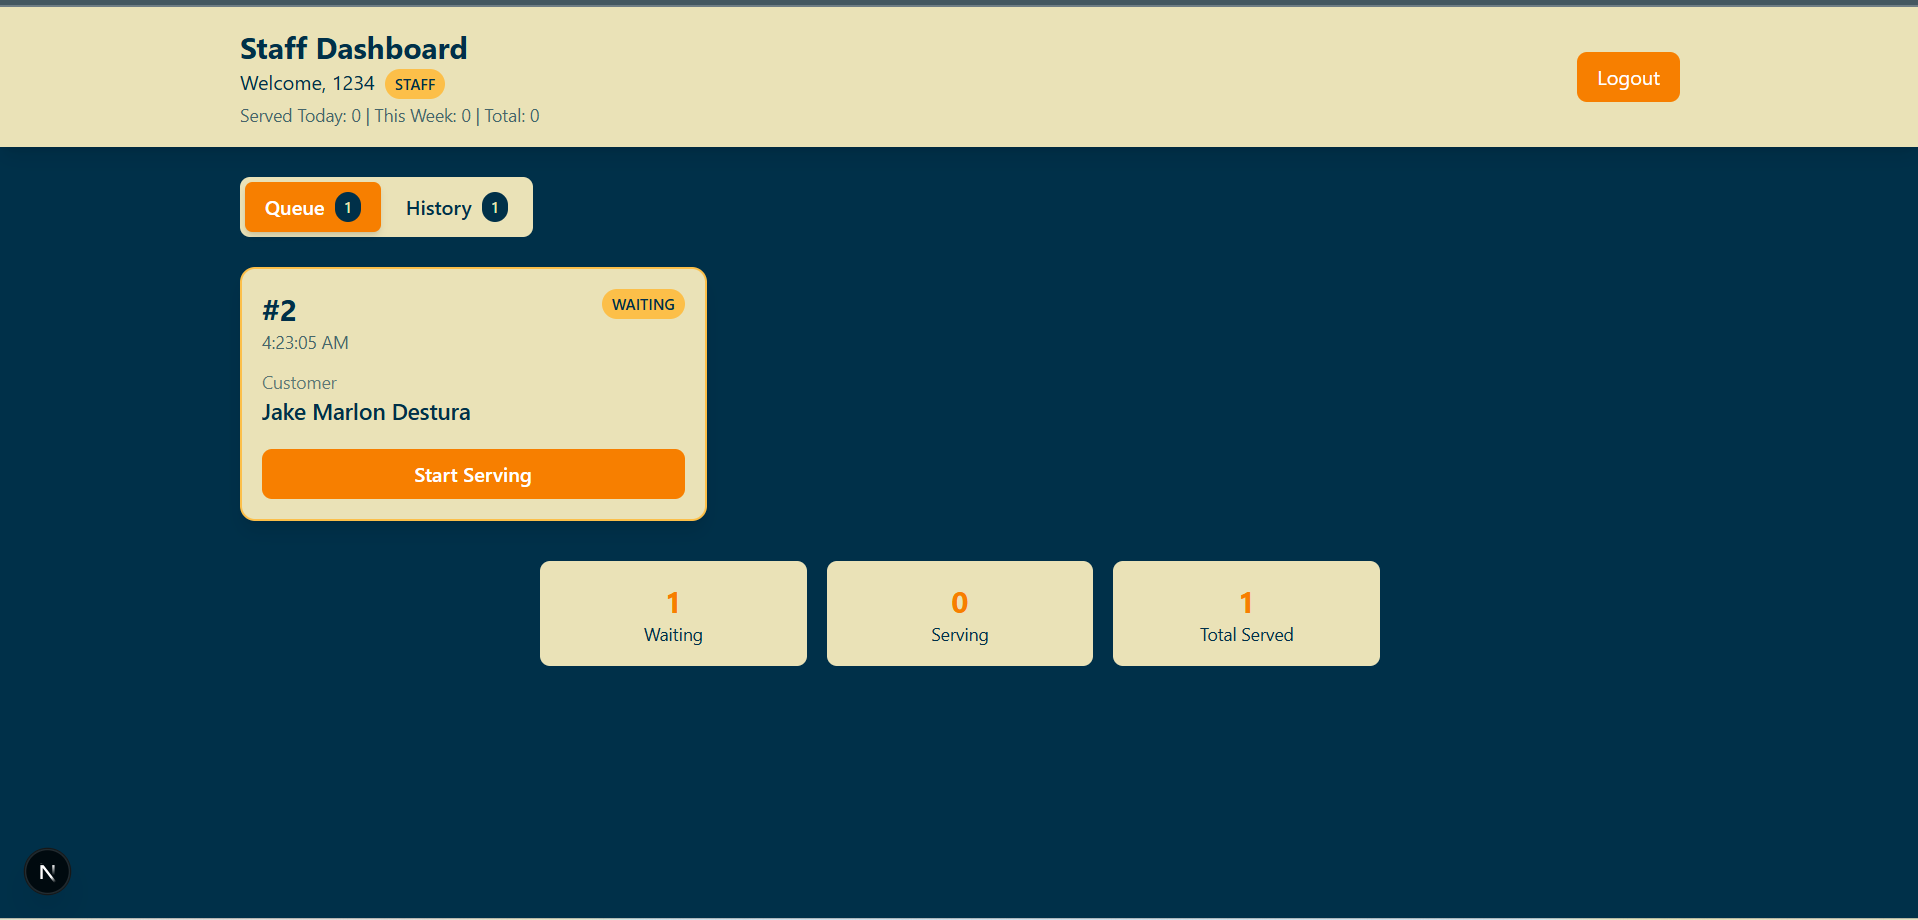 Staff Dashboard
Welcome, 1234 STAFF
Served Today: 0 | This Week: 0 | Total: 0
Logout
Queue 1 History 1
#2 WAITING
4:23:05 AM
Customer
Jake Marlon Destura
Start Serving
1
Waiting
0
Serving
1
Total Served
N